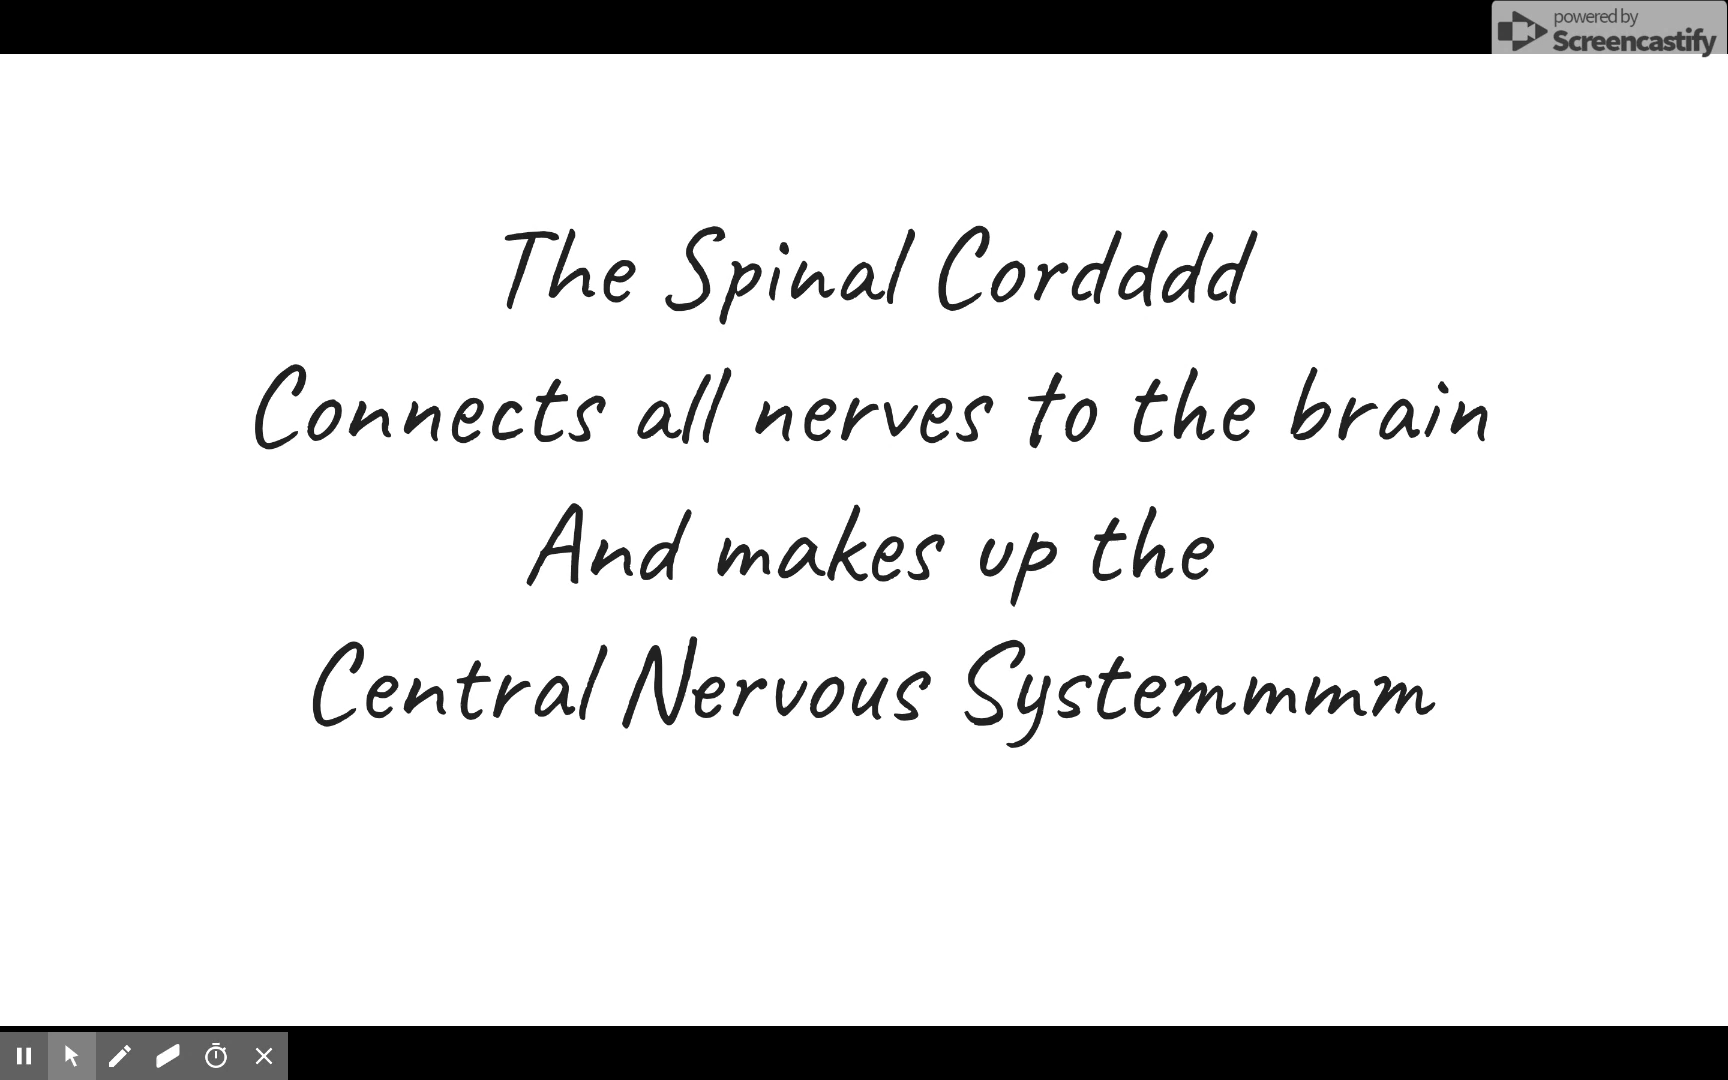 powered by
Screencastify
The Spinal Cordddd
Connects all nerves to the brain
And makes up the
Central Nervous Systemmmm